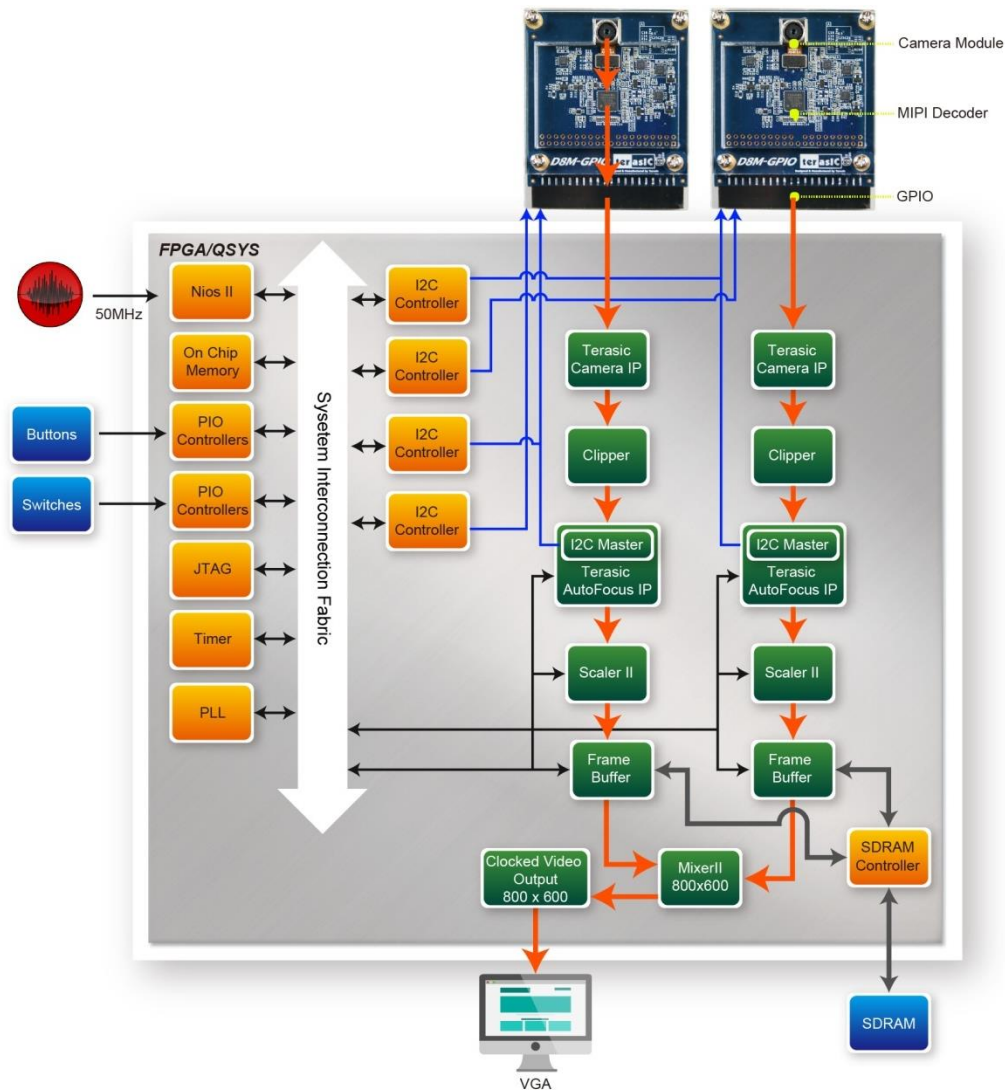 Camera Module
MIPI Decoder
D8M-GPIO terasIC
D8M-GPIO terasIC
GPIO
FPGA/QSYS
50MHz
Nios II
On Chip
Memory
Buttons
PIO
Controllers
Switches
PIO
Controllers
JTAG
Timer
PLL
Sysetem Interconnection Fabric
I2C
Controller
I2C
Controller
I2C
Controller
I2C
Controller
Terasic
Camera IP
Clipper
I2C Master
Terasic
AutoFocus IP
Scaler II
Frame
Buffer
Terasic
Camera IP
Clipper
I2C Master
Terasic
AutoFocus IP
Scaler II
Frame
Buffer
SDRAM
Controller
MixerII
800x600
Clocked Video
Output
800 x 600
SDRAM
VGA